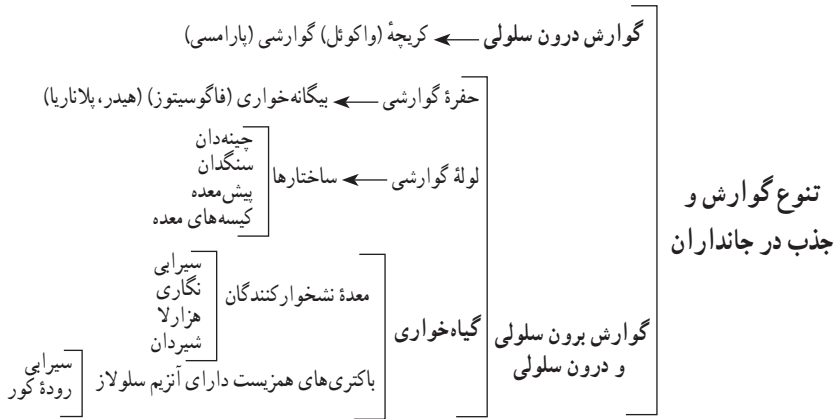 تنوع گوارش و
جذب در جانداران
گوارش درون سلولی
کریچهٔ (واکوئل) گوارشی (پارامسی)
گوارش برون سلولی
و درون سلولی
حفرهٔ گوارشی
بیگانه‌خواری (فاگوسیتوز) (هیدر، پلاناریا)
لولهٔ گوارشی
ساختارها
چینه‌دان
سنگدان
پیش‌معده
کیسه‌های معده
گیاه‌خواری
معدهٔ نشخوارکنندگان
سیرابی
نگاری
هزارلا
شیردان
باکتری‌های همزیست دارای آنزیم سلولاز
سیرابی
رودهٔ کور